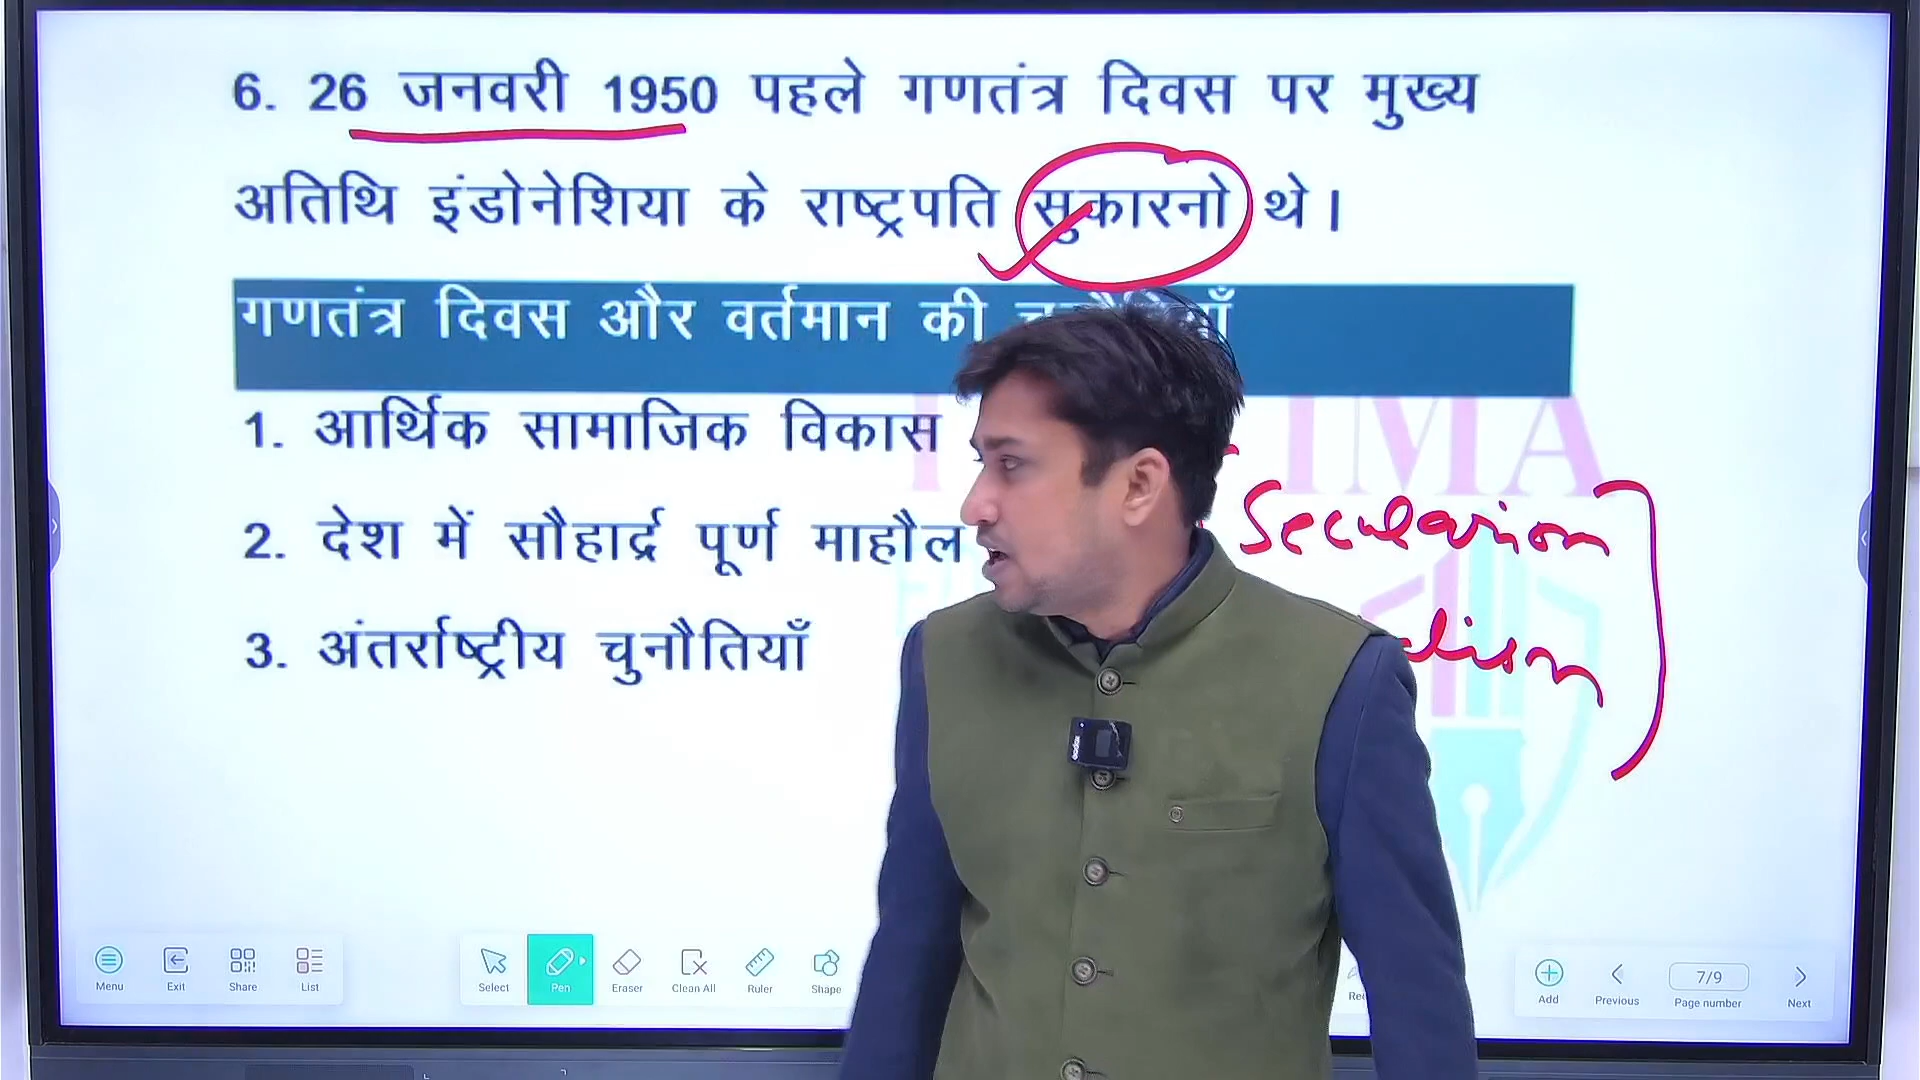 6. 26 जनवरी 1950 पहले गणतंत्र दिवस पर मुख्य
अतिथि इंडोनेशिया के राष्ट्रपति सुकारनो थे।
गणतंत्र दिवस और वर्तमान की
1. आर्थिक सामाजिक विकास
2. देश में सौहार्द्र पूर्ण माहौल
3. अंतर्राष्ट्रीय चुनौतियाँ
IMA
Menu Exit Share List Select Pen Eraser Clean All Ruler Shape Add Previous 7/9 Page number Next